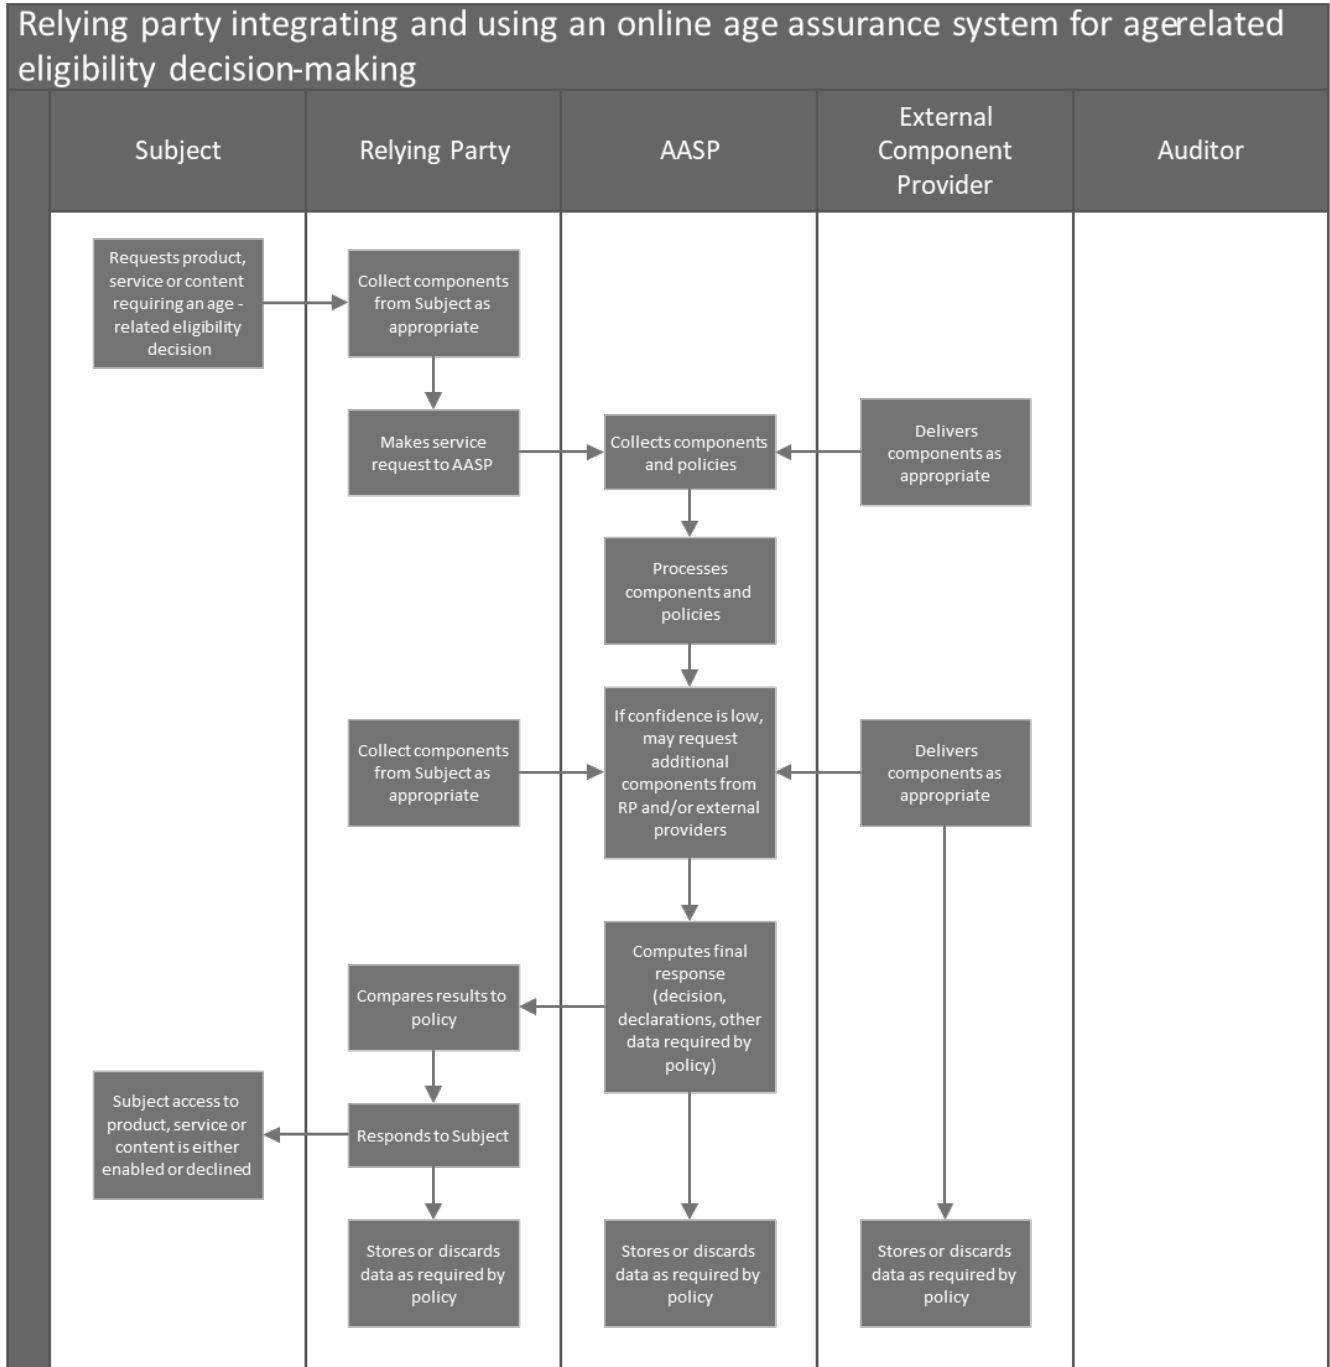 Relying party integrating and using an online age assurance system for agerelated
eligibility decision-making
Subject
Relying Party
AASP
External
Component
Provider
Auditor
Requests product,
service or content
requiring an age -
related eligibility
decision
Collect components
from Subject as
appropriate
Makes service
request to AASP
Collects components
and policies
Delivers
components as
appropriate
Processes
components and
policies
Collect components
from Subject as
appropriate
If confidence is low,
may request
additional
components from
RP and/or external
providers
Delivers
components as
appropriate
Computes final
response
(decision,
declarations, other
data required by
policy)
Compares results to
policy
Subject access to
product, service or
content is either
enabled or declined
Responds to Subject
Stores or discards
data as required by
policy
Stores or discards
data as required by
policy
Stores or discards
data as required by
policy